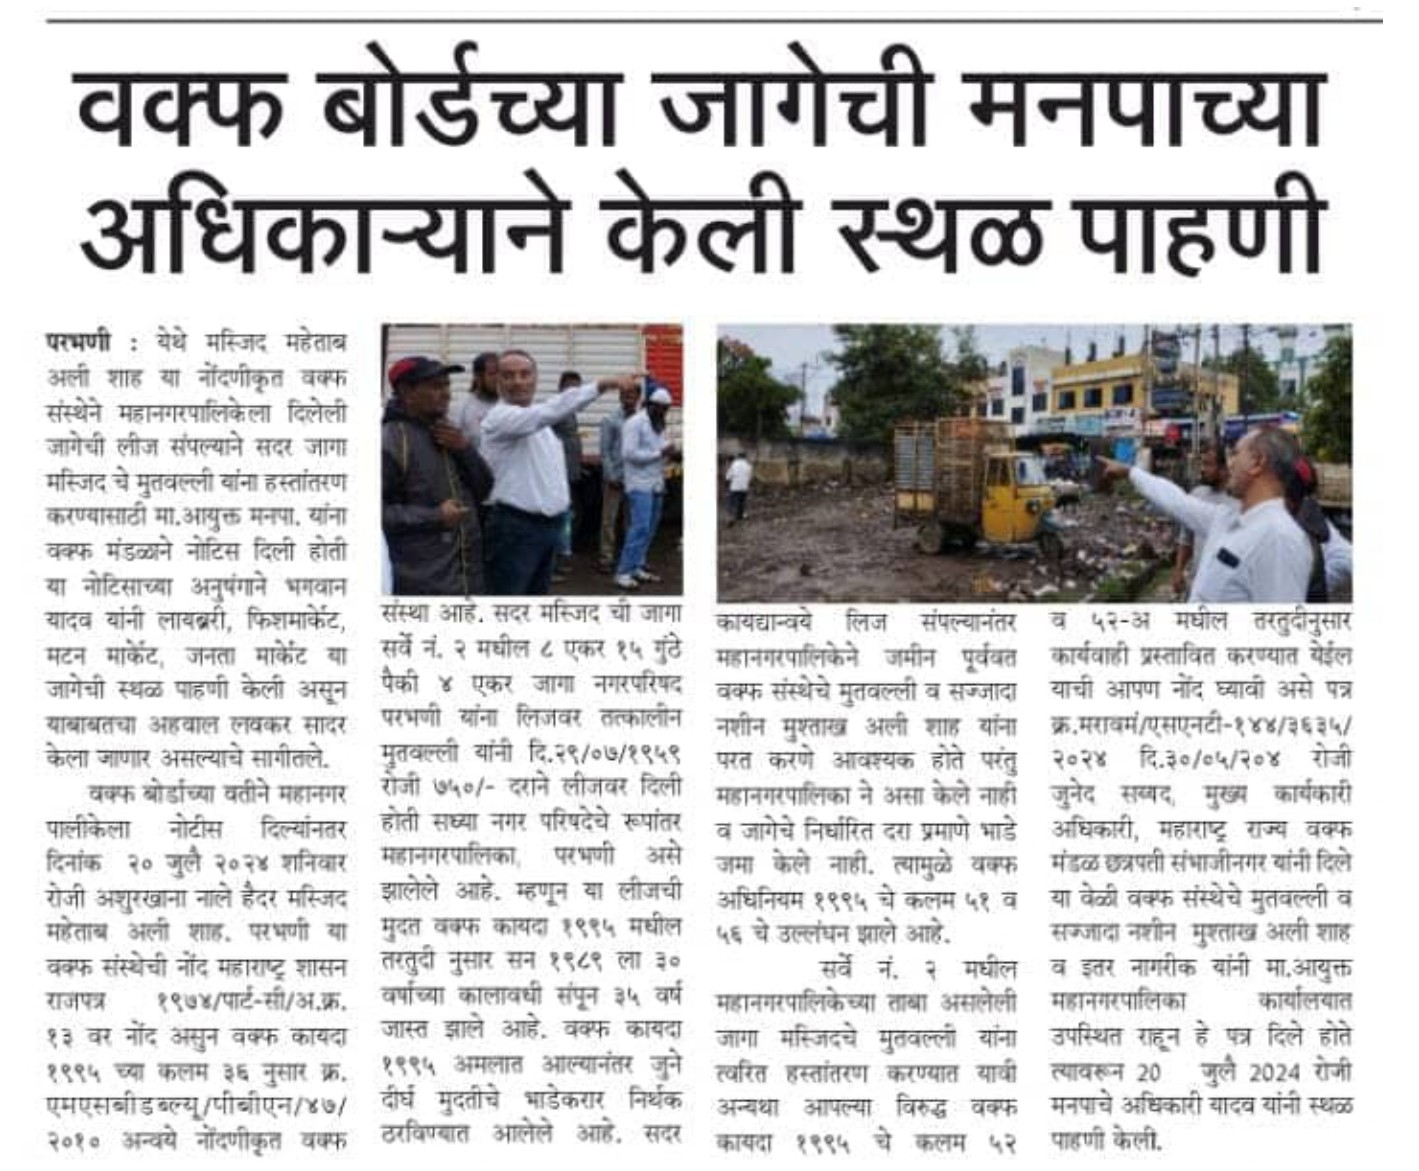 वक्फ बोर्डच्या जागेची मनपाच्या
अधिकाऱ्याने केली स्थळ पाहणी
परभणी : येथे मस्जिद महेताब
अली शाह या नोंदणीकृत वक्फ
संस्थेने महानगरपालिकेला दिलेली
जागेची लीज संपल्याने सदर जागा
मस्जिद चे मुतवल्ली यांना हस्तांतरण
करण्यासाठी मा.आयुक्त मनपा. यांना
वक्फ मंडळाने नोटिस दिली होती
या नोटिसाच्या अनुषंगाने भगवान
यादव यांनी लायब्ररी, फिशमार्केट,
मटन मार्केट, जनता मार्केट या
जागेची स्थळ पाहणी केली असून
याबाबतचा अहवाल लवकर सादर
केला जाणार असल्याचे सागीतले.
वक्फ बोर्डाच्या वतीने महानगर
पालीकेला नोटीस दिल्यांनतर
दिनांक २० जुलै २०२४ शनिवार
रोजी अशुरखाना नाले हैदर मस्जिद
महेताब अली शाह. परभणी या
वक्फ संस्थेची नोंद महाराष्ट्र शासन
राजपत्र १९७४/पार्ट-सी/अ.क्र.
१३ वर नोंद असुन वक्फ कायदा
१९९५ च्या कलम ३६ नुसार क्र.
एमएसबीडब्ल्यू/पीबीएन/४७/
२०१० अन्वये नोंदणीकृत वक्फ
संस्था आहे. सदर मस्जिद ची जागा
सर्वे नं. २ मधील ८ एकर १५ गुंठे
पैकी ४ एकर जागा नगरपरिषद
परभणी यांना लिजवर तत्कालीन
मुतवल्ली यांनी दि.२९/०७/१९५९
रोजी ७५०/- दराने लीजवर दिली
होती सध्या नगर परिषदेचे रूपांतर
महानगरपालिका, परभणी असे
झालेले आहे. म्हणून या लीजची
मुदत वक्फ कायदा १९९५ मधील
तरतुदी नुसार सन १९८९ ला ३०
वर्षाच्या कालावधी संपून ३५ वर्ष
जास्त झाले आहे. वक्फ कायदा
१९९५ अमलात आल्यानंतर जुने
दीर्घ मुदतीचे भाडेकरार निर्थक
ठरविण्यात आलेले आहे. सदर
कायद्यान्वये लिज संपल्यानंतर
महानगरपालिकेने जमीन पूर्ववत
वक्फ संस्थेचे मुतवल्ली व सज्जादा
नशीन मुश्ताख अली शाह यांना
परत करणे आवश्यक होते परंतु
महानगरपालिका ने असा केले नाही
व जागेचे निर्धारित दरा प्रमाणे भाडे
जमा केले नाही. त्यामुळे वक्फ
अधिनियम १९९५ चे कलम ५१ व
५६ चे उल्लंघन झाले आहे.
सर्वे नं. २ मधील
महानगरपालिकेच्या ताबा असलेली
जागा मस्जिदचे मुतवल्ली यांना
त्वरित हस्तांतरण करण्यात यावी
अन्यथा आपल्या विरुद्ध वक्फ
कायदा १९९५ चे कलम ५२
व ५२-अ मधील तरतुदीनुसार
कार्यवाही प्रस्तावित करण्यात येईल
याची आपण नोंद घ्यावी असे पत्र
क्र.मरावमं/एसएनटी-१४४/३६३५/
२०२४ दि.३०/०५/२०४ रोजी
जुनेद सय्यद, मुख्य कार्यकारी
अधिकारी, महाराष्ट्र राज्य वक्फ
मंडळ छत्रपती संभाजीनगर यांनी दिले
या वेळी वक्फ संस्थेचे मुतवल्ली व
सज्जादा नशीन मुश्ताख अली शाह
व इतर नागरीक यांनी मा.आयुक्त
महानगरपालिका कार्यालयात
उपस्थित राहून हे पत्र दिले होते
त्यावरून 20 जुलै 2024 रोजी
मनपाचे अधिकारी यादव यांनी स्थळ
पाहणी केली.